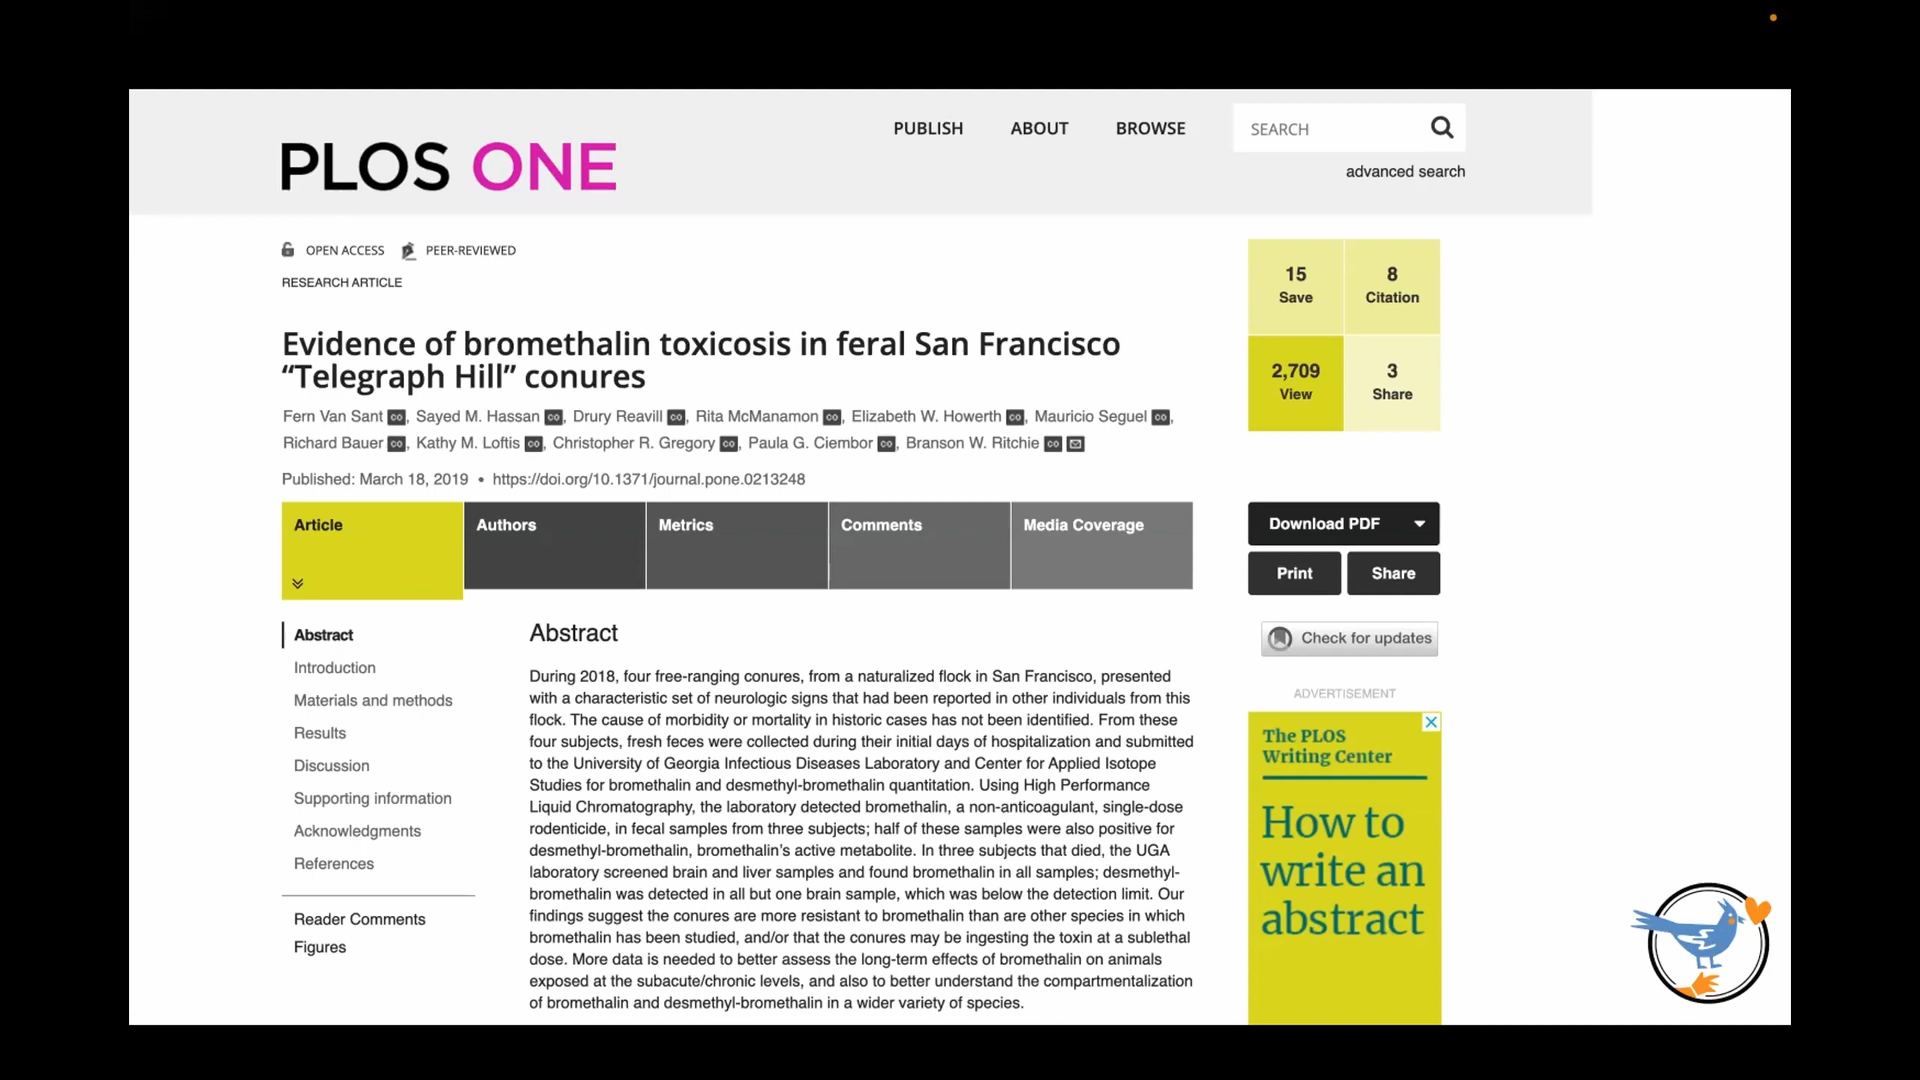 PUBLISH ABOUT BROWSE SEARCH
advanced search
PLOS ONE
OPEN ACCESS PEER-REVIEWED
RESEARCH ARTICLE
Evidence of bromethalin toxicosis in feral San Francisco
“Telegraph Hill” conures
Fern Van Sant, Sayed M. Hassan, Drury Reavill, Rita McManamon, Elizabeth W. Howerth, Mauricio Seguel,
Richard Bauer, Kathy M. Loftis, Christopher R. Gregory, Paula G. Ciembor, Branson W. Ritchie
Published: March 18, 2019 • https://doi.org/10.1371/journal.pone.0213248
15 Save
8 Citation
2,709 View
3 Share
Article Authors Metrics Comments Media Coverage
Download PDF
Print Share
Check for updates
Abstract
Introduction
Materials and methods
Results
Discussion
Supporting information
Acknowledgments
References
Reader Comments
Figures
Abstract
During 2018, four free-ranging conures, from a naturalized flock in San Francisco, presented
with a characteristic set of neurologic signs that had been reported in other individuals from this
flock. The cause of morbidity or mortality in historic cases has not been identified. From these
four subjects, fresh feces were collected during their initial days of hospitalization and submitted
to the University of Georgia Infectious Diseases Laboratory and Center for Applied Isotope
Studies for bromethalin and desmethyl-bromethalin quantitation. Using High Performance
Liquid Chromatography, the laboratory detected bromethalin, a non-anticoagulant, single-dose
rodenticide, in fecal samples from three subjects; half of these samples were also positive for
desmethyl-bromethalin, bromethalin’s active metabolite. In three subjects that died, the UGA
laboratory screened brain and liver samples and found bromethalin in all samples; desmethyl-
bromethalin was detected in all but one brain sample, which was below the detection limit. Our
findings suggest the conures are more resistant to bromethalin than are other species in which
bromethalin has been studied, and/or that the conures may be ingesting the toxin at a sublethal
dose. More data is needed to better assess the long-term effects of bromethalin on animals
exposed at the subacute/chronic levels, and also to better understand the compartmentalization
of bromethalin and desmethyl-bromethalin in a wider variety of species.
ADVERTISEMENT
The PLOS
Writing Center
How to
write an
abstract